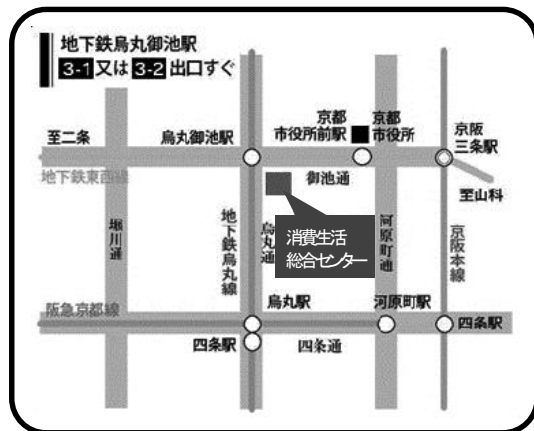 地下鉄烏丸御池駅
3-1 又は 3-2 出口すぐ
至二条
烏丸御池駅
京都
市役所前駅
京都
市役所
京阪
三条駅
地下鉄東西線
御池通
至山科
堀川通
地下鉄烏丸線
烏丸通
消費生活
総合センター
河原町通
京阪本線
阪急京都線
烏丸駅
河原町駅
四条駅
四条通
四条駅